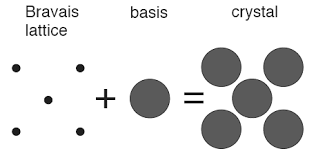 Bravais basis crystal
lattice
+ =